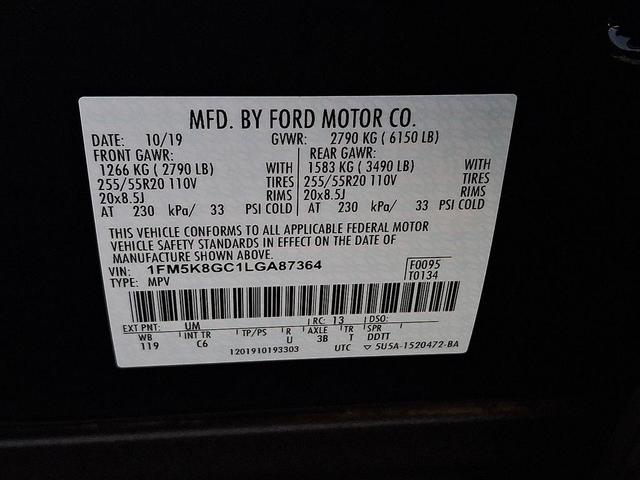 MFD. BY FORD MOTOR CO.
DATE: 10/19 GVWR: 2790 KG ( 6150 LB)
FRONT GAWR: REAR GAWR:
1266 KG ( 2790 LB) WITH 1583 KG ( 3490 LB) WITH
255/55R20 110V TIRES 255/55R20 110V TIRES
20x8.5J RIMS 20x8.5J RIMS
AT 230 kPa/ 33 PSI COLD AT 230 kPa/ 33 PSI COLD
THIS VEHICLE CONFORMS TO ALL APPLICABLE FEDERAL MOTOR
VEHICLE SAFETY STANDARDS IN EFFECT ON THE DATE OF
MANUFACTURE SHOWN ABOVE.
VIN: 1FM5K8GC1LGA87364 F0095
TYPE: MPV T0134
EXT PNT: UM RC: 13 DSO:
WB INT TR TP/PS R AXLE TR SPR
119 C6 U 3B T DDTT
1201910193303 UTC ▽ 5U5A-1520472-BA